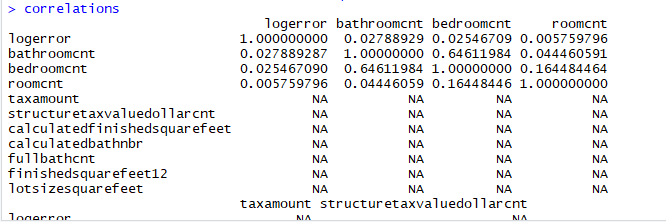 > correlations
logerror bathroomcnt bedroomcnt roomcnt
logerror 1.000000000 0.02788929 0.02546709 0.005759796
bathroomcnt 0.027889287 1.00000000 0.64611984 0.044460591
bedroomcnt 0.025467090 0.64611984 1.00000000 0.164484464
roomcnt 0.005759796 0.04446059 0.16448446 1.000000000
taxamount NA NA NA NA
structuretaxvaluedollarcnt NA NA NA NA
calculatedfinishedsquarefeet NA NA NA NA
calculatedbathnbr NA NA NA NA
fullbathcnt NA NA NA NA
finishedsquarefeet12 NA NA NA NA
lotsizesquarefeet NA NA NA NA
taxamount structuretaxvaluedollarcnt
logerror NA NA